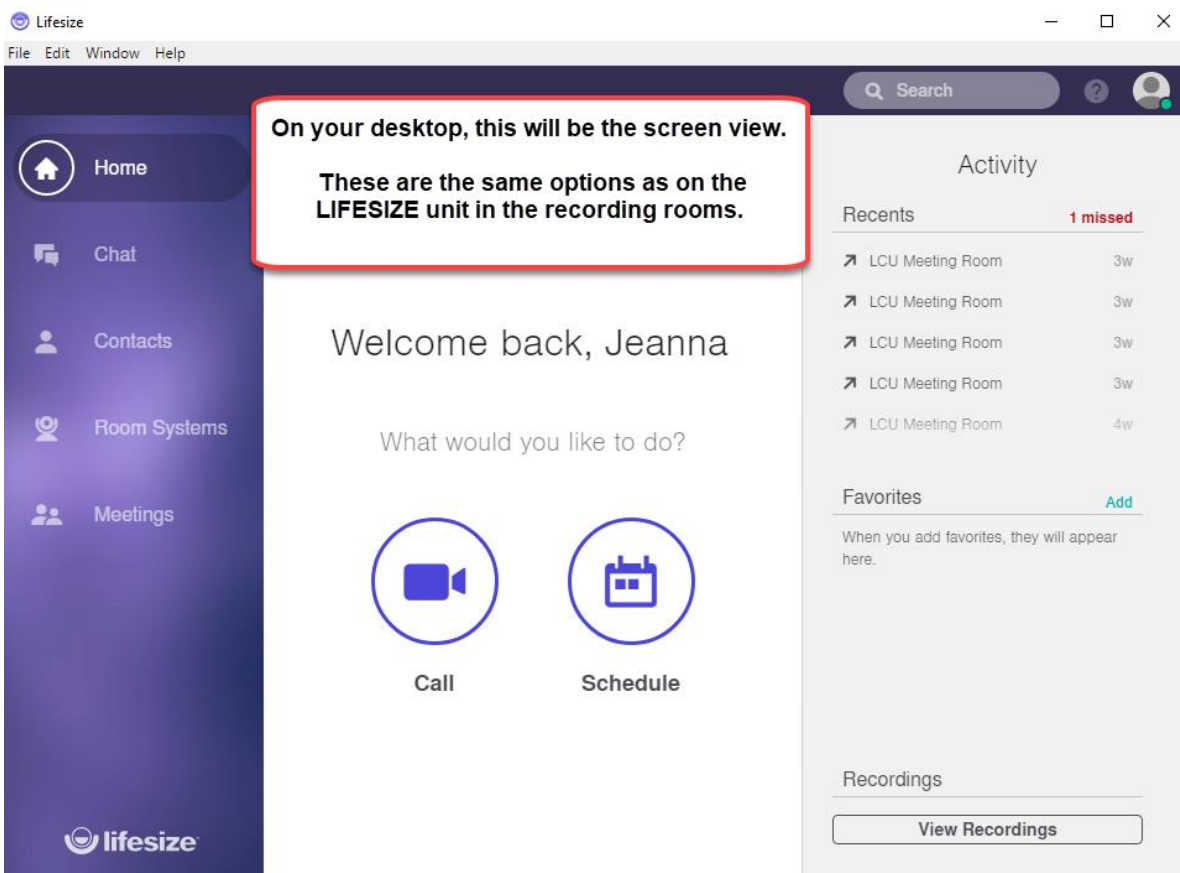 Lifesize
File Edit Window Help
Search
?
On your desktop, this will be the screen view.
These are the same options as on the
LIFESIZE unit in the recording rooms.
Home
Chat
Contacts
Room Systems
Meetings
lifesize
Welcome back, Jeanna
What would you like to do?
Call Schedule
Activity
Recents 1 missed
LCU Meeting Room 3w
LCU Meeting Room 3w
LCU Meeting Room 3w
LCU Meeting Room 3w
LCU Meeting Room 4w
Favorites Add
When you add favorites, they will appear
here.
Recordings
View Recordings